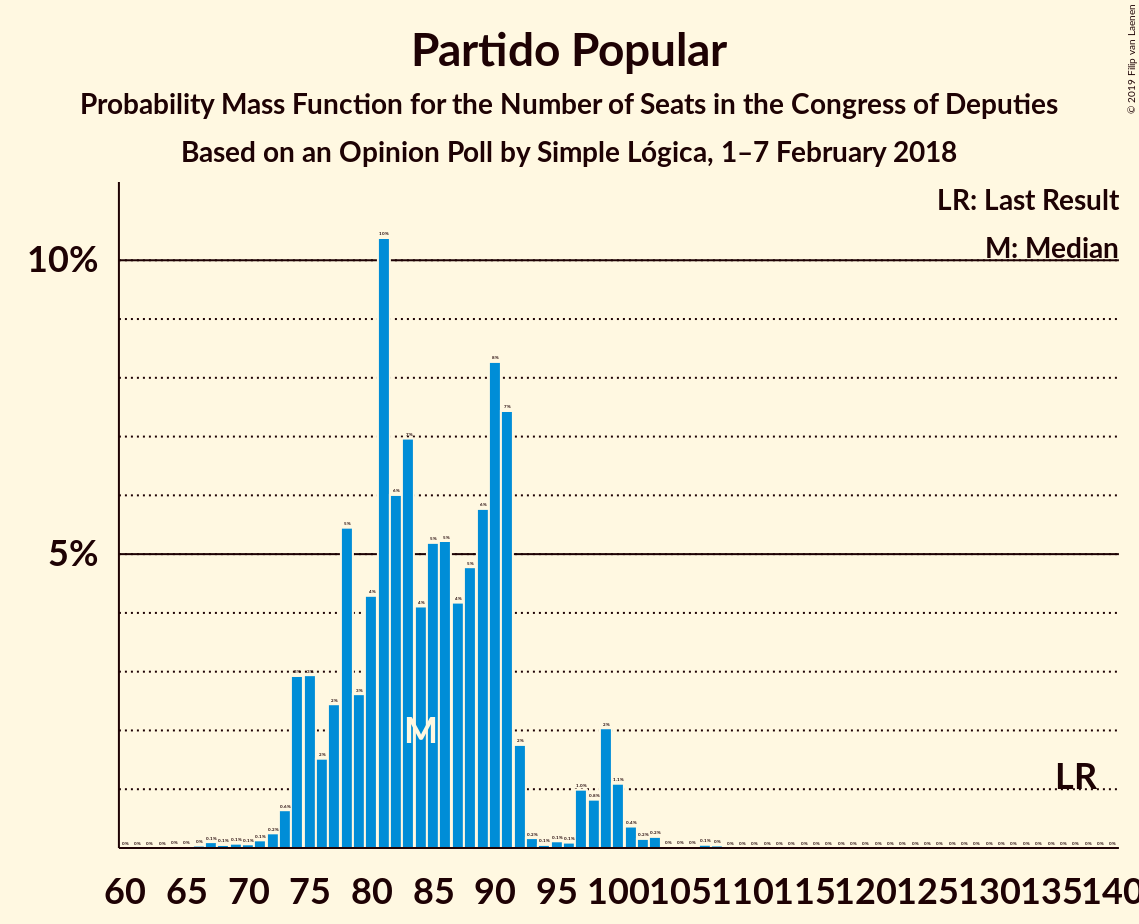 Partido Popular
Probability Mass Function for the Number of Seats in the Congress of Deputies
Based on an Opinion Poll by Simple Lógica, 1–7 February 2018
© 2019 Filip van Laenen
LR: Last Result
M: Median
10%
5%
M
LR
60 65 70 75 80 85 90 95 100 105 110 115 120 125 130 135 140